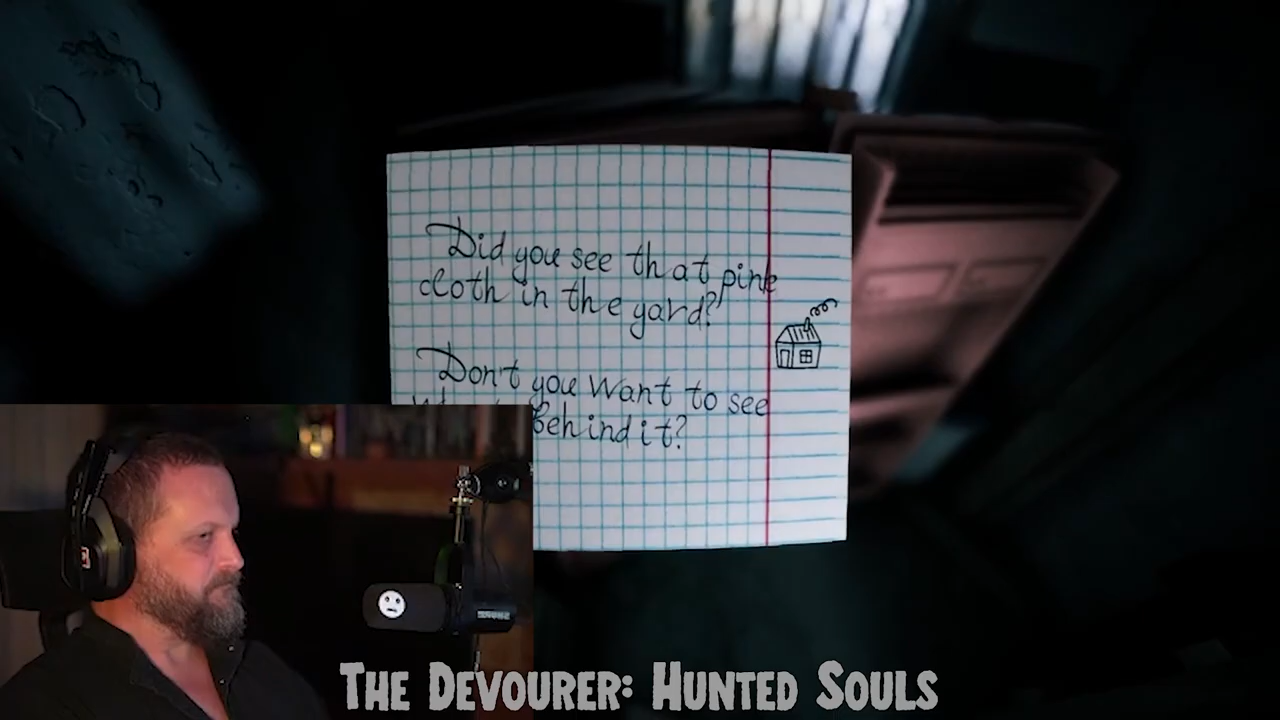 Did you see that pink
cloth in the yard?
Don't you want to see
behind it?
THE DEVOURER: HUNTED SOULS